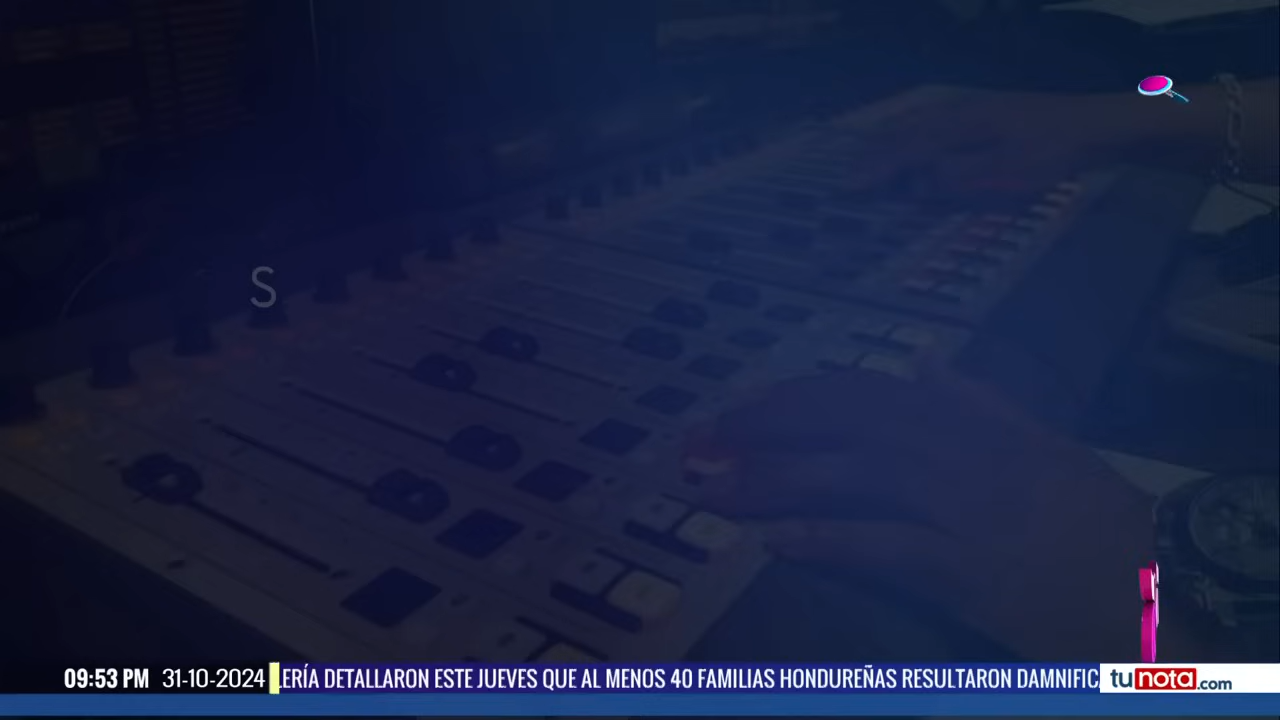 S
09:53 PM 31-10-2024 LERÍA DETALLARON ESTE JUEVES QUE AL MENOS 40 FAMILIAS HONDUREÑAS RESULTARON DAMNIFIC tunota.com